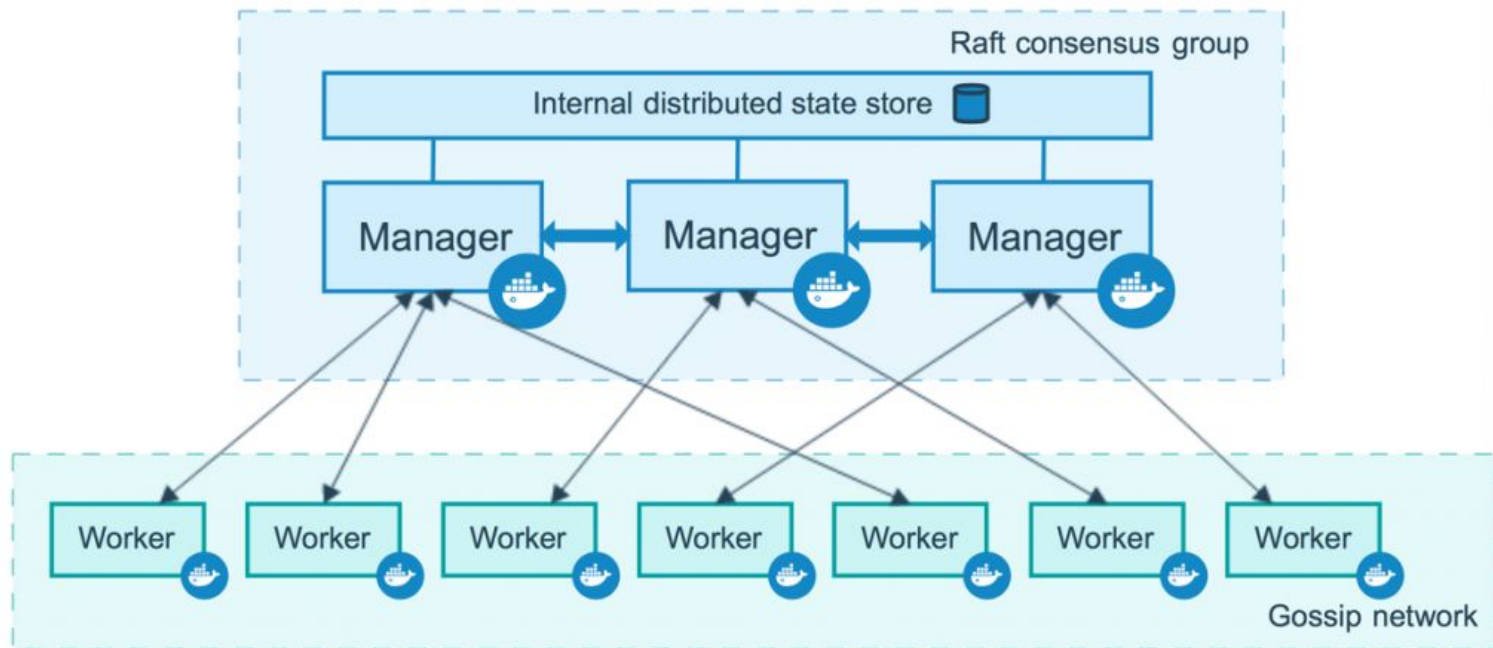 Raft consensus group
Internal distributed state store
Manager
Manager
Manager
Worker
Worker
Worker
Worker
Worker
Worker
Worker
Gossip network